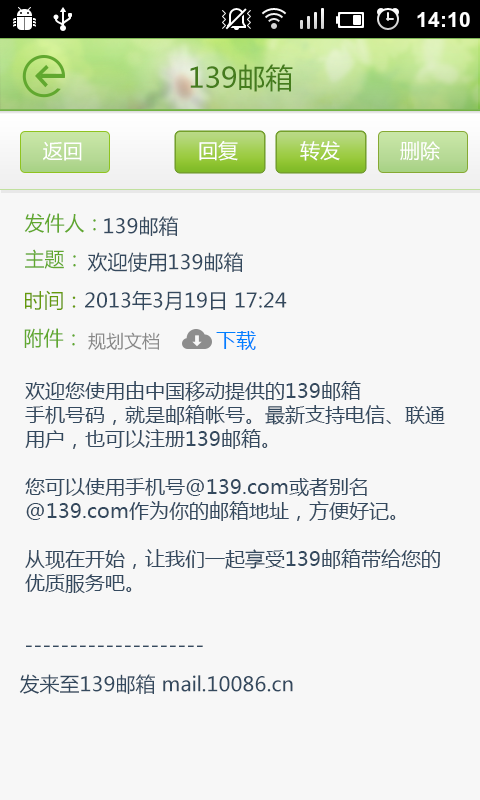 14:10
139邮箱
返回 回复 转发 删除
发件人：139邮箱
主题：欢迎使用139邮箱
时间：2013年3月19日 17:24
附件：规划文档 下载
欢迎您使用由中国移动提供的139邮箱
手机号码，就是邮箱帐号。最新支持电信、联通
用户，也可以注册139邮箱。
您可以使用手机号@139.com或者别名
@139.com作为你的邮箱地址，方便好记。
从现在开始，让我们一起享受139邮箱带给您的
优质服务吧。
--------------------
发来至139邮箱 mail.10086.cn